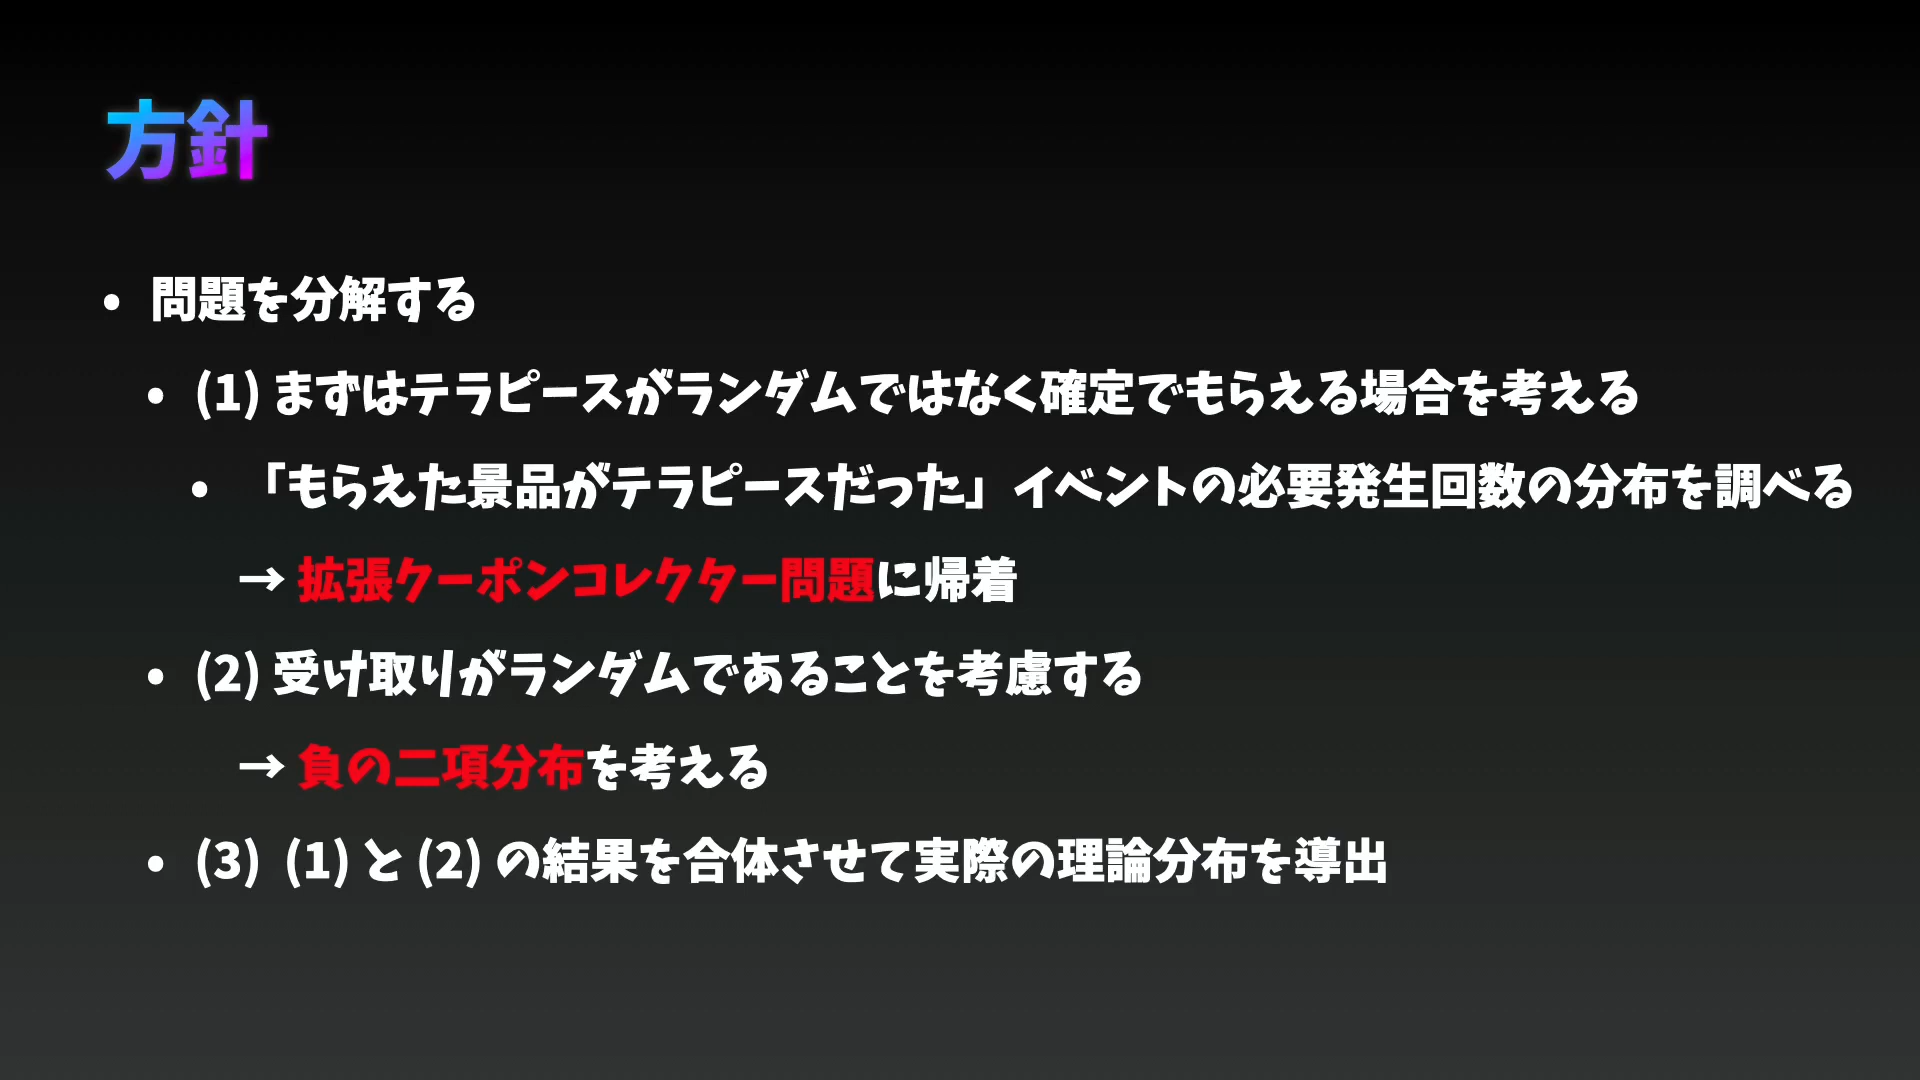 方針
• 問題を分解する
• (1) まずはテラピースがランダムではなく確定でもらえる場合を考える
• 「もらえた景品がテラピースだった」イベントの必要発生回数の分布を調べる
→ 拡張クーポンコレクター問題に帰着
• (2) 受け取りがランダムであることを考慮する
→ 負の二項分布を考える
• (3) (1) と (2) の結果を合体させて実際の理論分布を導出